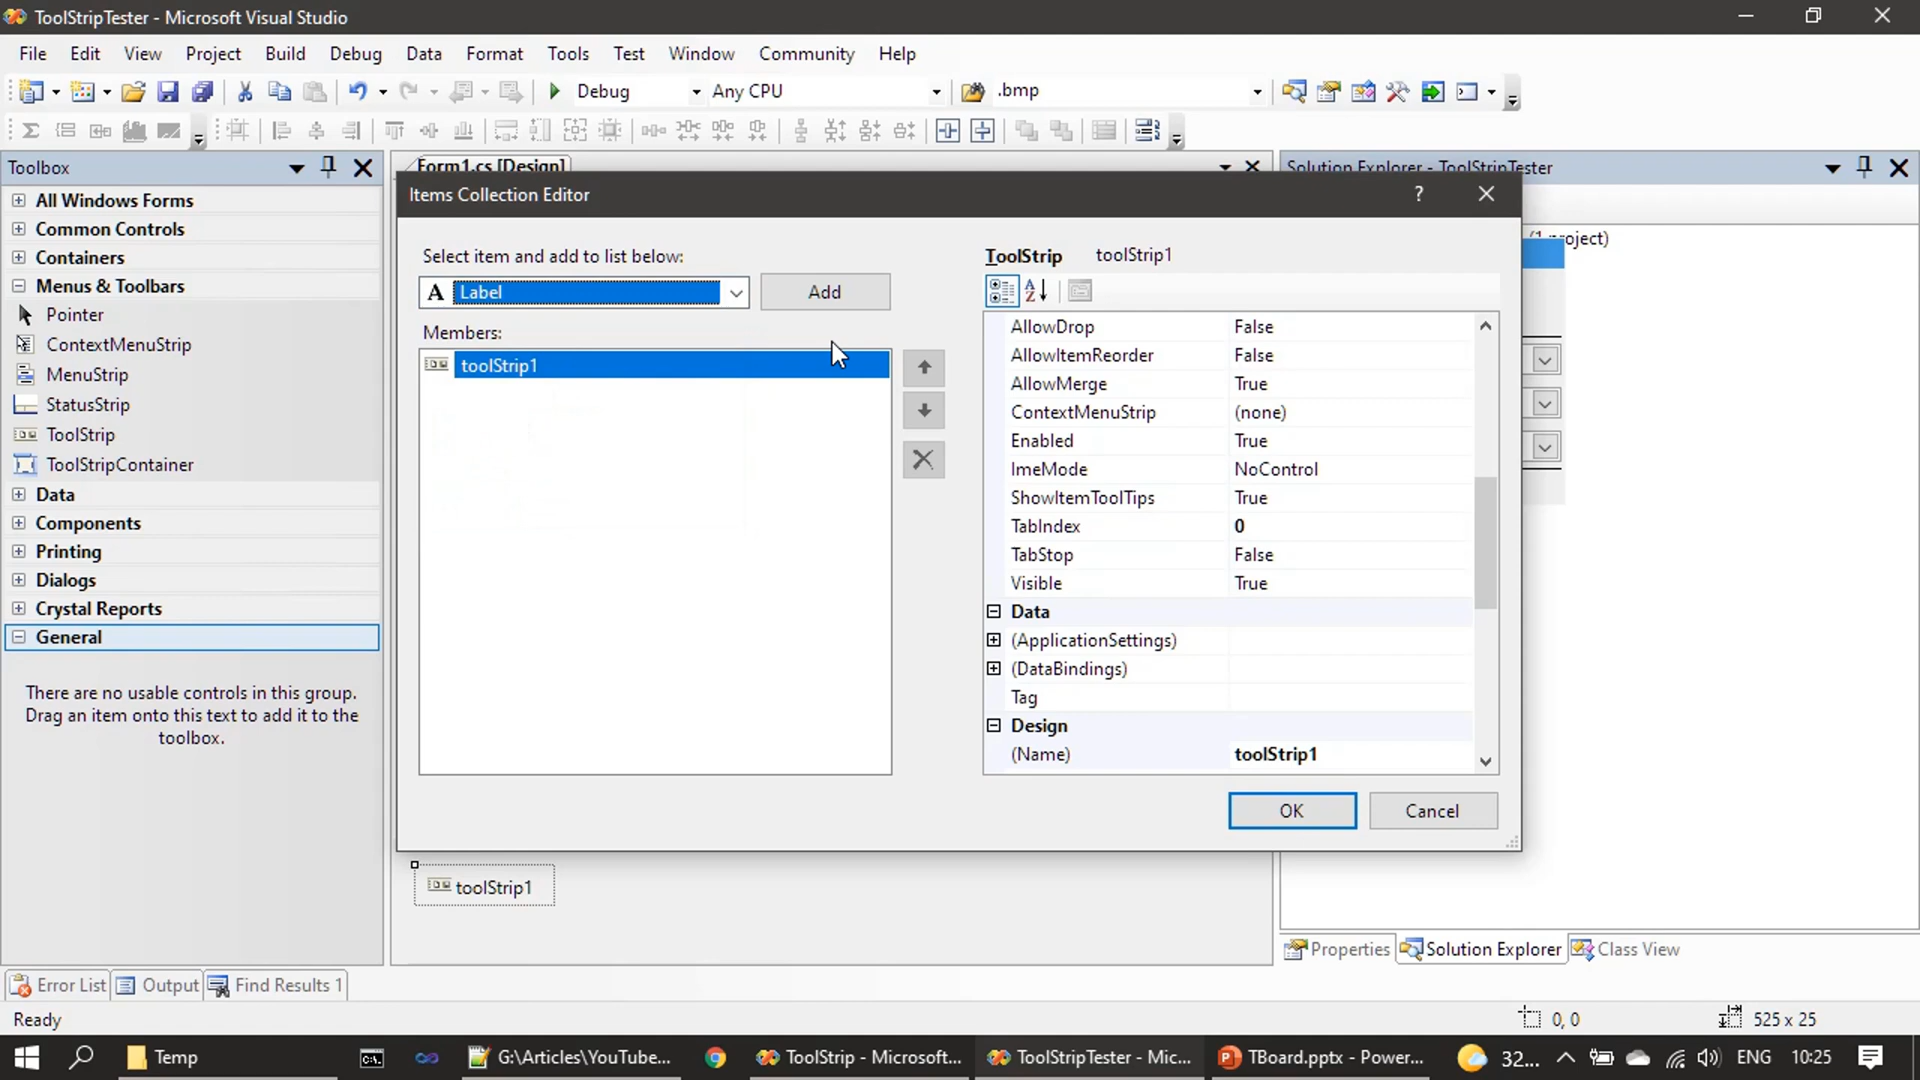 ToolStripTester - Microsoft Visual Studio
File Edit View Project Build Debug Data Format Tools Test Window Community Help
Debug Any CPU .bmp
Toolbox
All Windows Forms
Common Controls
Containers
Menus & Toolbars
Pointer
ContextMenuStrip
MenuStrip
StatusStrip
ToolStrip
ToolStripContainer
Data
Components
Printing
Dialogs
Crystal Reports
General
There are no usable controls in this group.
Drag an item onto this text to add it to the
toolbox.
Form1.cs [Design]
Items Collection Editor ?
Select item and add to list below:
A Label Add
Members:
toolStrip1
ToolStrip toolStrip1
AllowDrop False
AllowItemReorder False
AllowMerge True
ContextMenuStrip (none)
Enabled True
ImeMode NoControl
ShowItemToolTips True
TabIndex 0
TabStop False
Visible True
Data
(ApplicationSettings)
(DataBindings)
Tag
Design
(Name) toolStrip1
OK Cancel
toolStrip1
Solution Explorer - ToolStripTester
(1 project)
Properties Solution Explorer Class View
Error List Output Find Results 1
Ready 0, 0 525 x 25
Temp G:\Articles\YouTube... ToolStrip - Microsoft... ToolStripTester - Mic... TBoard.pptx - Power... 32... ENG 10:25